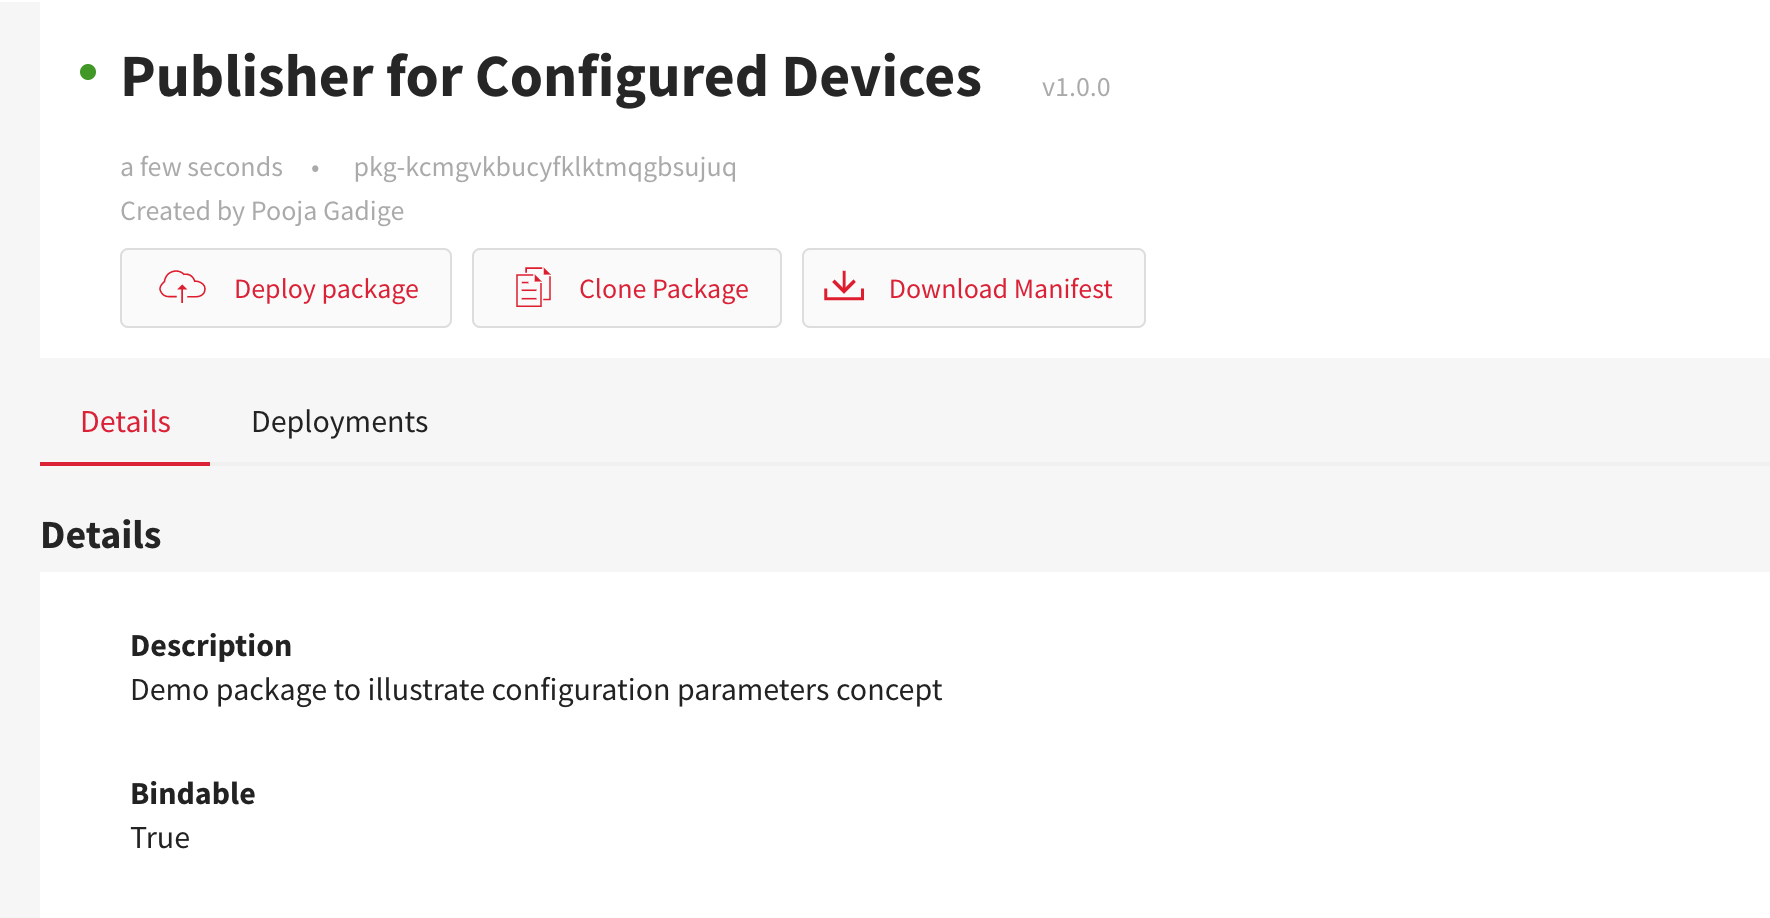 Publisher for Configured Devices v1.0.0
a few seconds • pkg-kcmgvkbucyfklktmqgbsujuq
Created by Pooja Gadige
Deploy package Clone Package Download Manifest
Details Deployments
Details
Description
Demo package to illustrate configuration parameters concept
Bindable
True